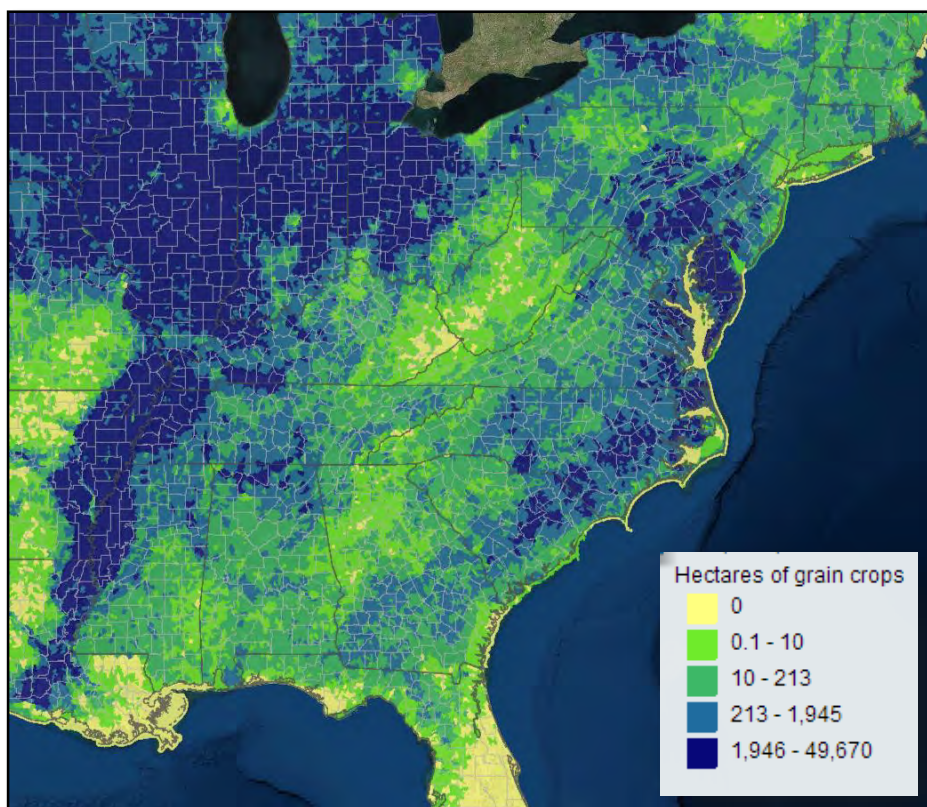 Hectares of grain crops
0
0.1 - 10
10 - 213
213 - 1,945
1,946 - 49,670